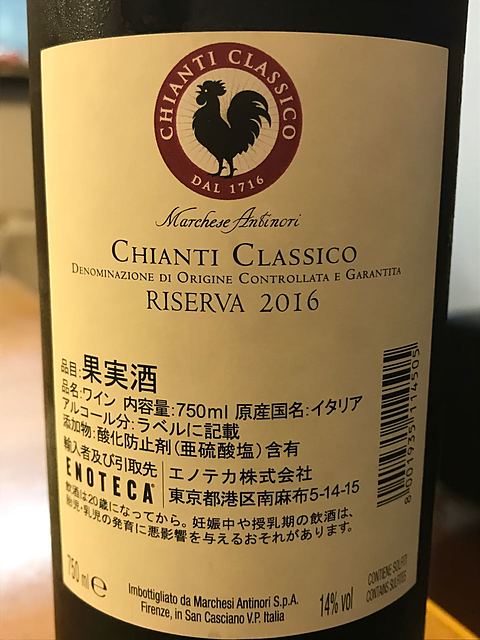 CHIANTI CLASSICO
DAL 1716
Marchese Antinori
CHIANTI CLASSICO
DENOMINAZIONE DI ORIGINE CONTROLLATA E GARANTITA
RISERVA 2016
品目:果実酒
品名:ワイン 内容量:750ml 原産国名:イタリア
アルコール分:ラベルに記載
添加物:酸化防止剤(亜硫酸塩)含有
輸入者及び引取先
ENOTECA
エノテカ株式会社
東京都港区南麻布5-14-15
飲酒は20歳になってから。妊娠中や授乳期の飲酒は、
胎児・乳児の発育に悪影響を与えるおそれがあります。
8 001935 114505
750 ml e
Imbottigliato da Marchesi Antinori S.p.A.
Firenze, in San Casciano V.P. Italia
14% vol
CONTIENE SOLFITI
CONTAINS SULFITES